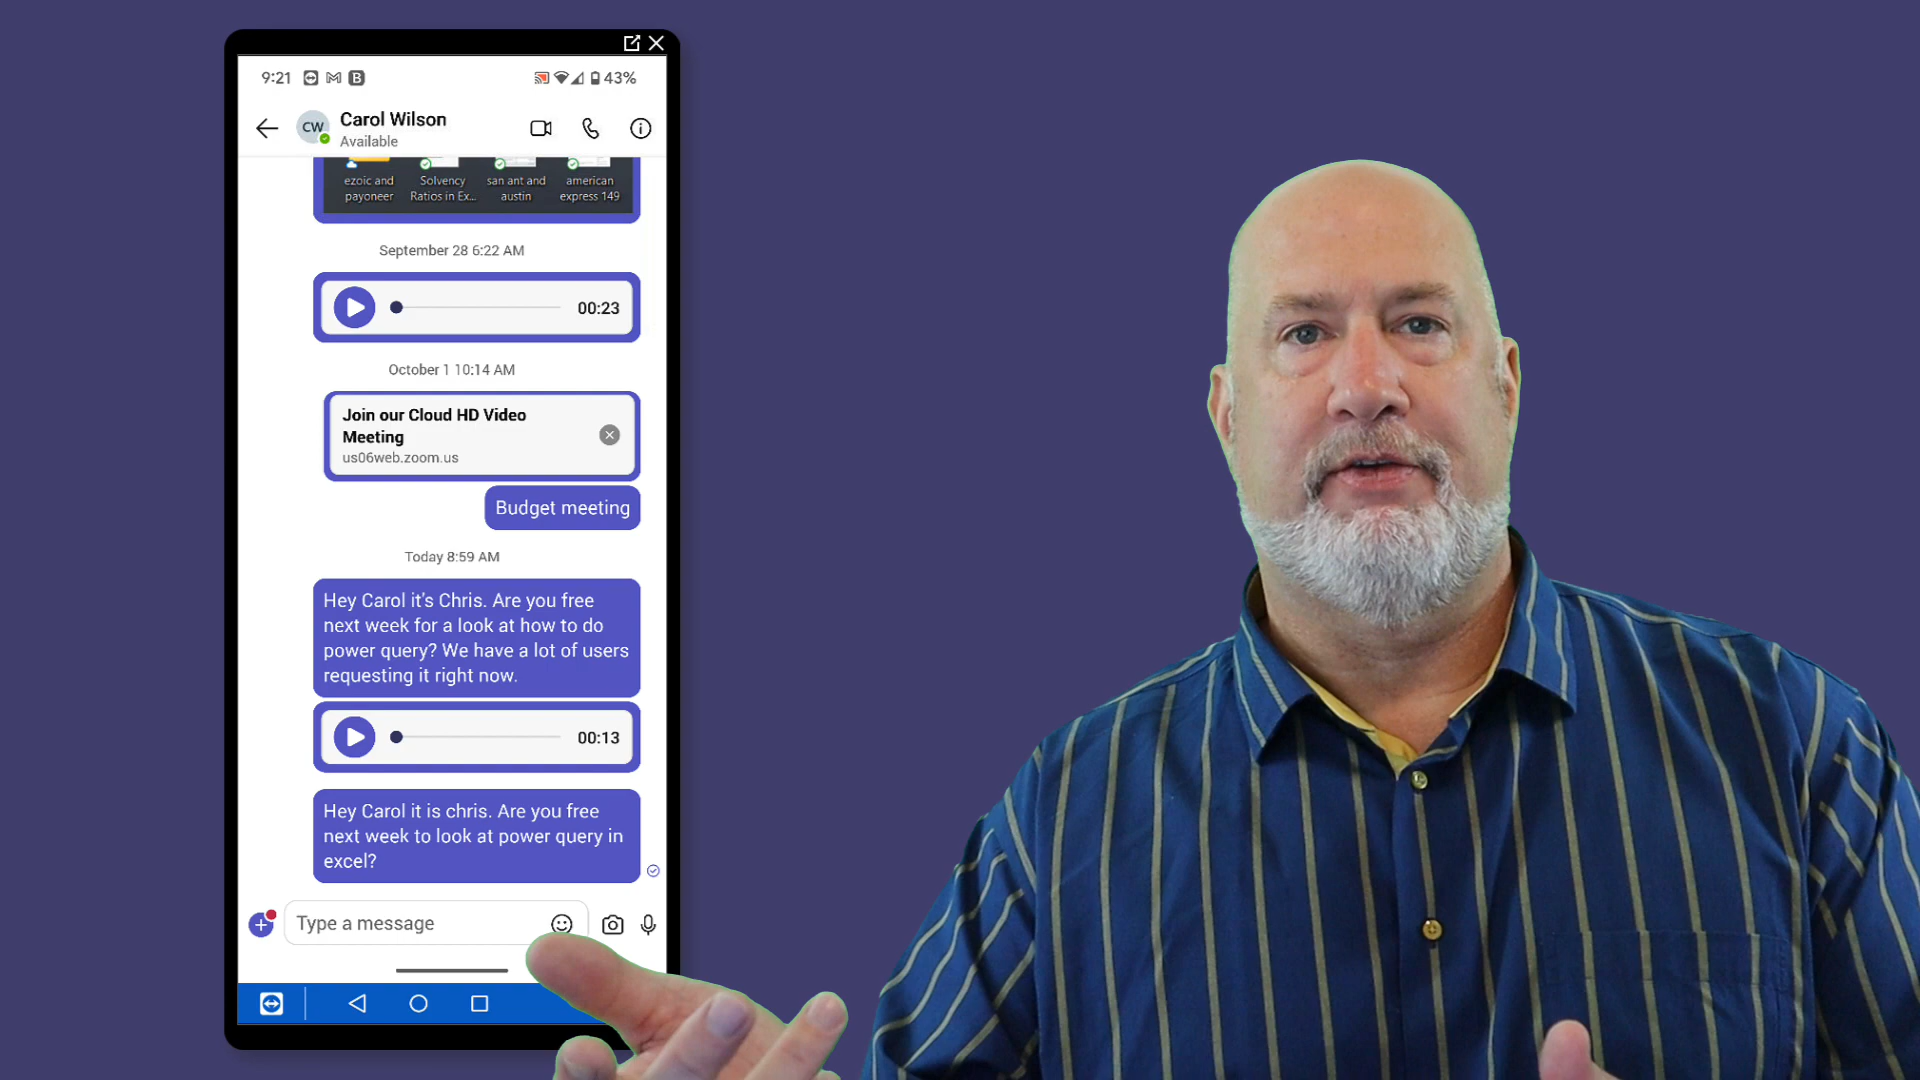 9:21
B
43%
CW
Carol Wilson
Available
ezoic and
payoneer
Solvency
Ratios in Ex...
san ant and
austin
american
express 149
September 28 6:22 AM
00:23
October 1 10:14 AM
Join our Cloud HD Video
Meeting
us06web.zoom.us
Budget meeting
Today 8:59 AM
Hey Carol it's Chris. Are you free
next week for a look at how to do
power query? We have a lot of users
requesting it right now.
00:13
Hey Carol it is chris. Are you free
next week to look at power query in
excel?
Type a message